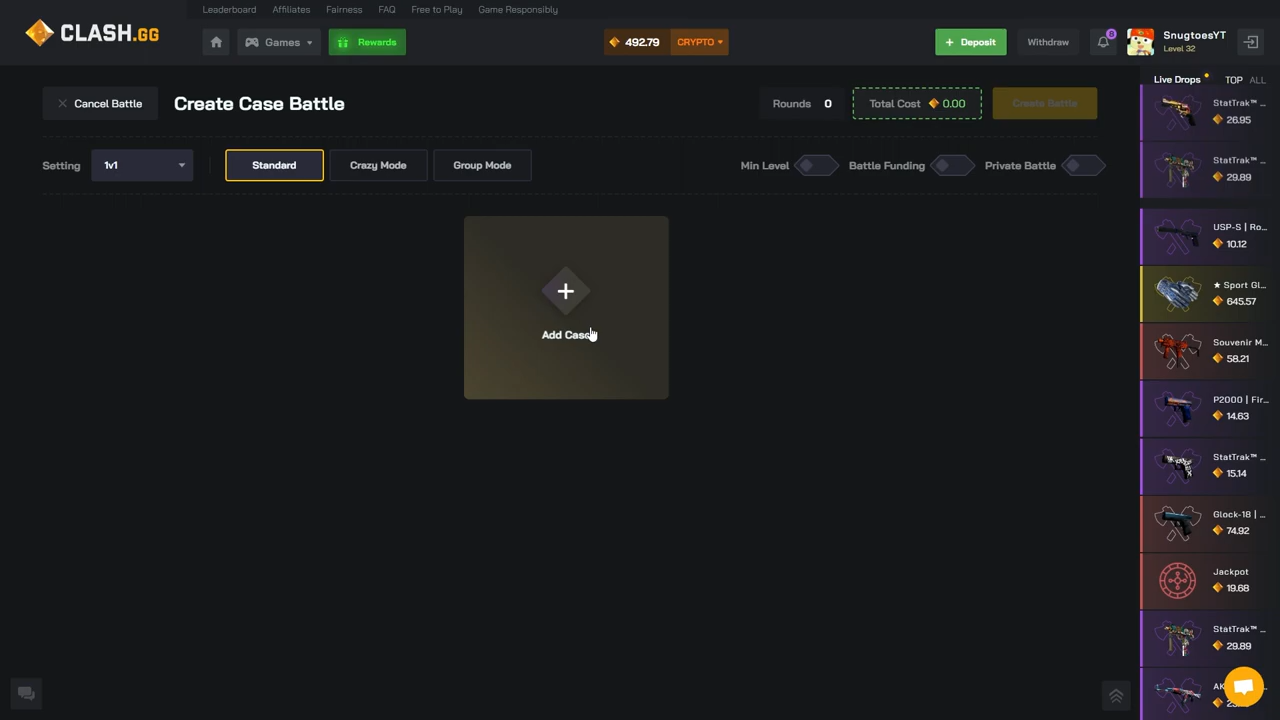 Leaderboard Affiliates Fairness FAQ Free to Play Game Responsibly
CLASH.GG
Games
Rewards
492.79 CRYPTO
+ Deposit
Withdraw
8
SnugtoesYT
Level 32
Cancel Battle
Create Case Battle
Rounds 0
Total Cost 0.00
Create Battle
Setting 1v1
Standard
Crazy Mode
Group Mode
Min Level
Battle Funding
Private Battle
Add Case
Live Drops TOP ALL
StatTrak™ ...
26.95
StatTrak™ ...
29.89
USP-S | Ro...
10.12
★ Sport Gl...
645.57
Souvenir M...
58.21
P2000 | Fir...
14.63
StatTrak™ ...
15.14
Glock-18 | ...
74.92
Jackpot
19.68
StatTrak™ ...
29.89